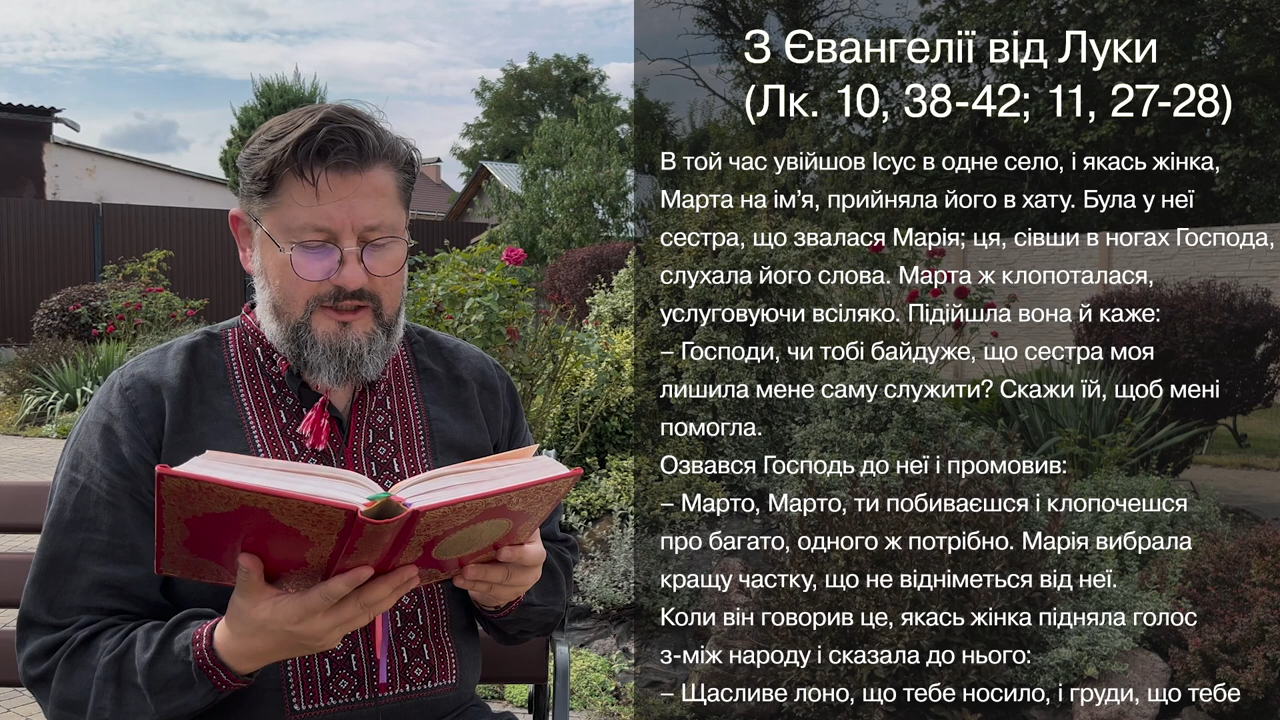 З Євангелії від Луки
(Лк. 10, 38-42; 11, 27-28)
В той час увійшов Ісус в одне село, і якась жінка,
Марта на ім’я, прийняла його в хату. Була у неї
сестра, що звалася Марія; ця, сівши в ногах Господа,
слухала його слова. Марта ж клопоталася,
услуговуючи всіляко. Підійшла вона й каже:
– Господи, чи тобі байдуже, що сестра моя
лишила мене саму служити? Скажи їй, щоб мені
помогла.
Озвався Господь до неї і промовив:
– Марто, Марто, ти побиваєшся і клопочешся
про багато, одного ж потрібно. Марія вибрала
кращу частку, що не відніметься від неї.
Коли він говорив це, якась жінка підняла голос
з-між народу і сказала до нього:
– Щасливе лоно, що тебе носило, і груди, що тебе